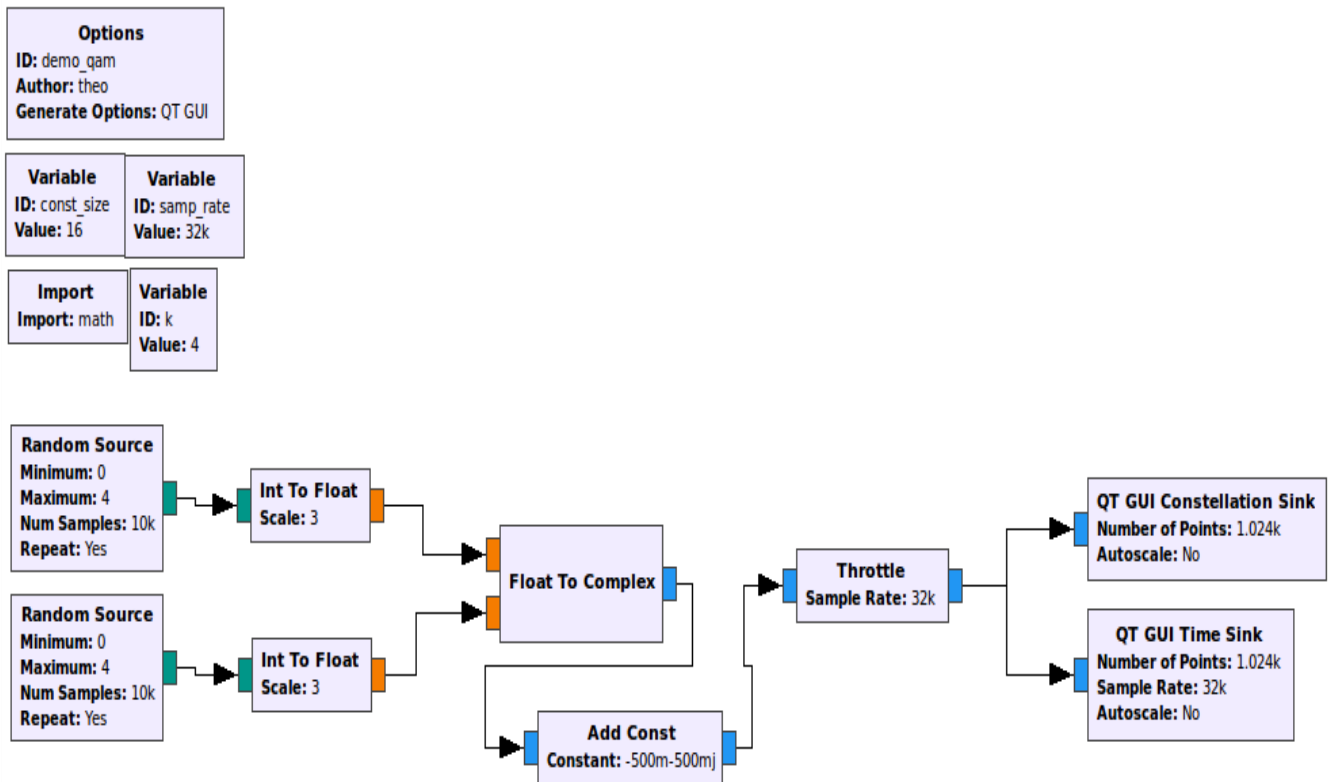 Options
ID: demo_qam
Author: theo
Generate Options: QT GUI
Variable
ID: const_size
Value: 16
Variable
ID: samp_rate
Value: 32k
Import
Import: math
Variable
ID: k
Value: 4
Random Source
Minimum: 0
Maximum: 4
Num Samples: 10k
Repeat: Yes
Int To Float
Scale: 3
Random Source
Minimum: 0
Maximum: 4
Num Samples: 10k
Repeat: Yes
Int To Float
Scale: 3
Float To Complex
Add Const
Constant: -500m-500mj
Throttle
Sample Rate: 32k
QT GUI Constellation Sink
Number of Points: 1.024k
Autoscale: No
QT GUI Time Sink
Number of Points: 1.024k
Sample Rate: 32k
Autoscale: No